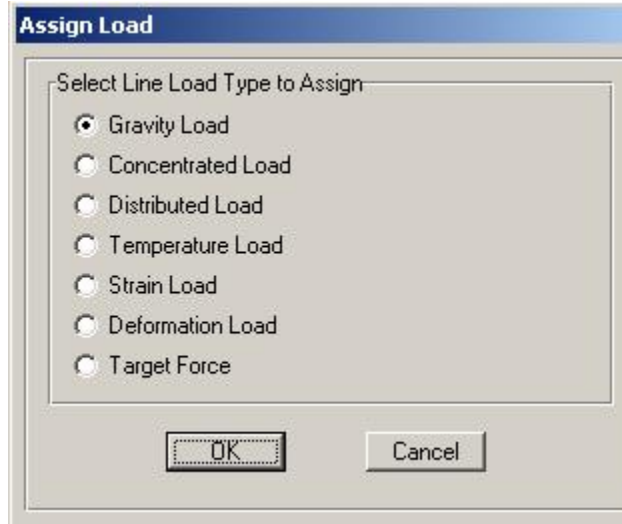 Assign Load
Select Line Load Type to Assign
Gravity Load
Concentrated Load
Distributed Load
Temperature Load
Strain Load
Deformation Load
Target Force
OK Cancel